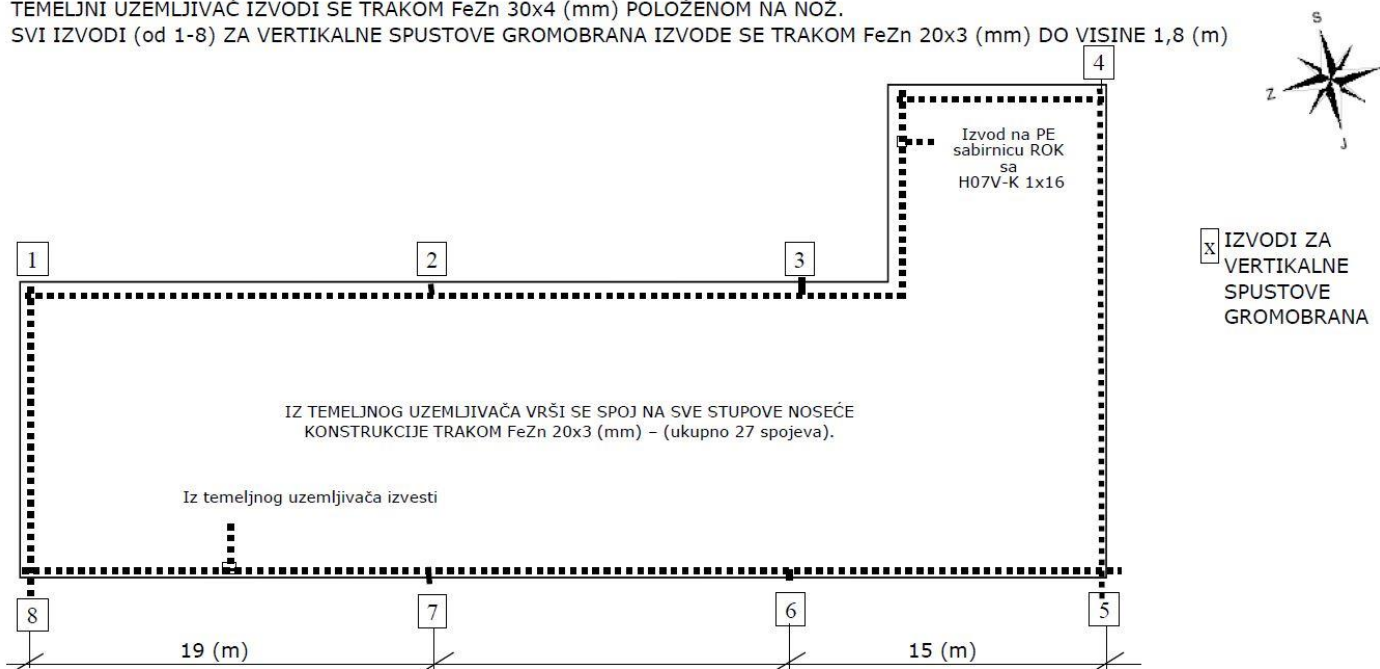 TEMELJNI UZEMLJIVAČ IZVODI SE TRAKOM FeZn 30x4 (mm) POLOŽENOM NA NOŽ.
SVI IZVODI (od 1-8) ZA VERTIKALNE SPUSTOVE GROMOBRANA IZVODE SE TRAKOM FeZn 20x3 (mm) DO VISINE 1,8 (m)
S
Z
J
4
Izvod na PE
sabirnicu ROK
sa
H07V-K 1x16
1
2
3
x IZVODI ZA
VERTIKALNE
SPUSTOVE
GROMOBRANA
IZ TEMELJNOG UZEMLJIVAČA VRŠI SE SPOJ NA SVE STUPOVE NOSEĆE
KONSTRUKCIJE TRAKOM FeZn 20x3 (mm) – (ukupno 27 spojeva).
Iz temeljnog uzemljivača izvesti
8
7
6
5
19 (m)
15 (m)